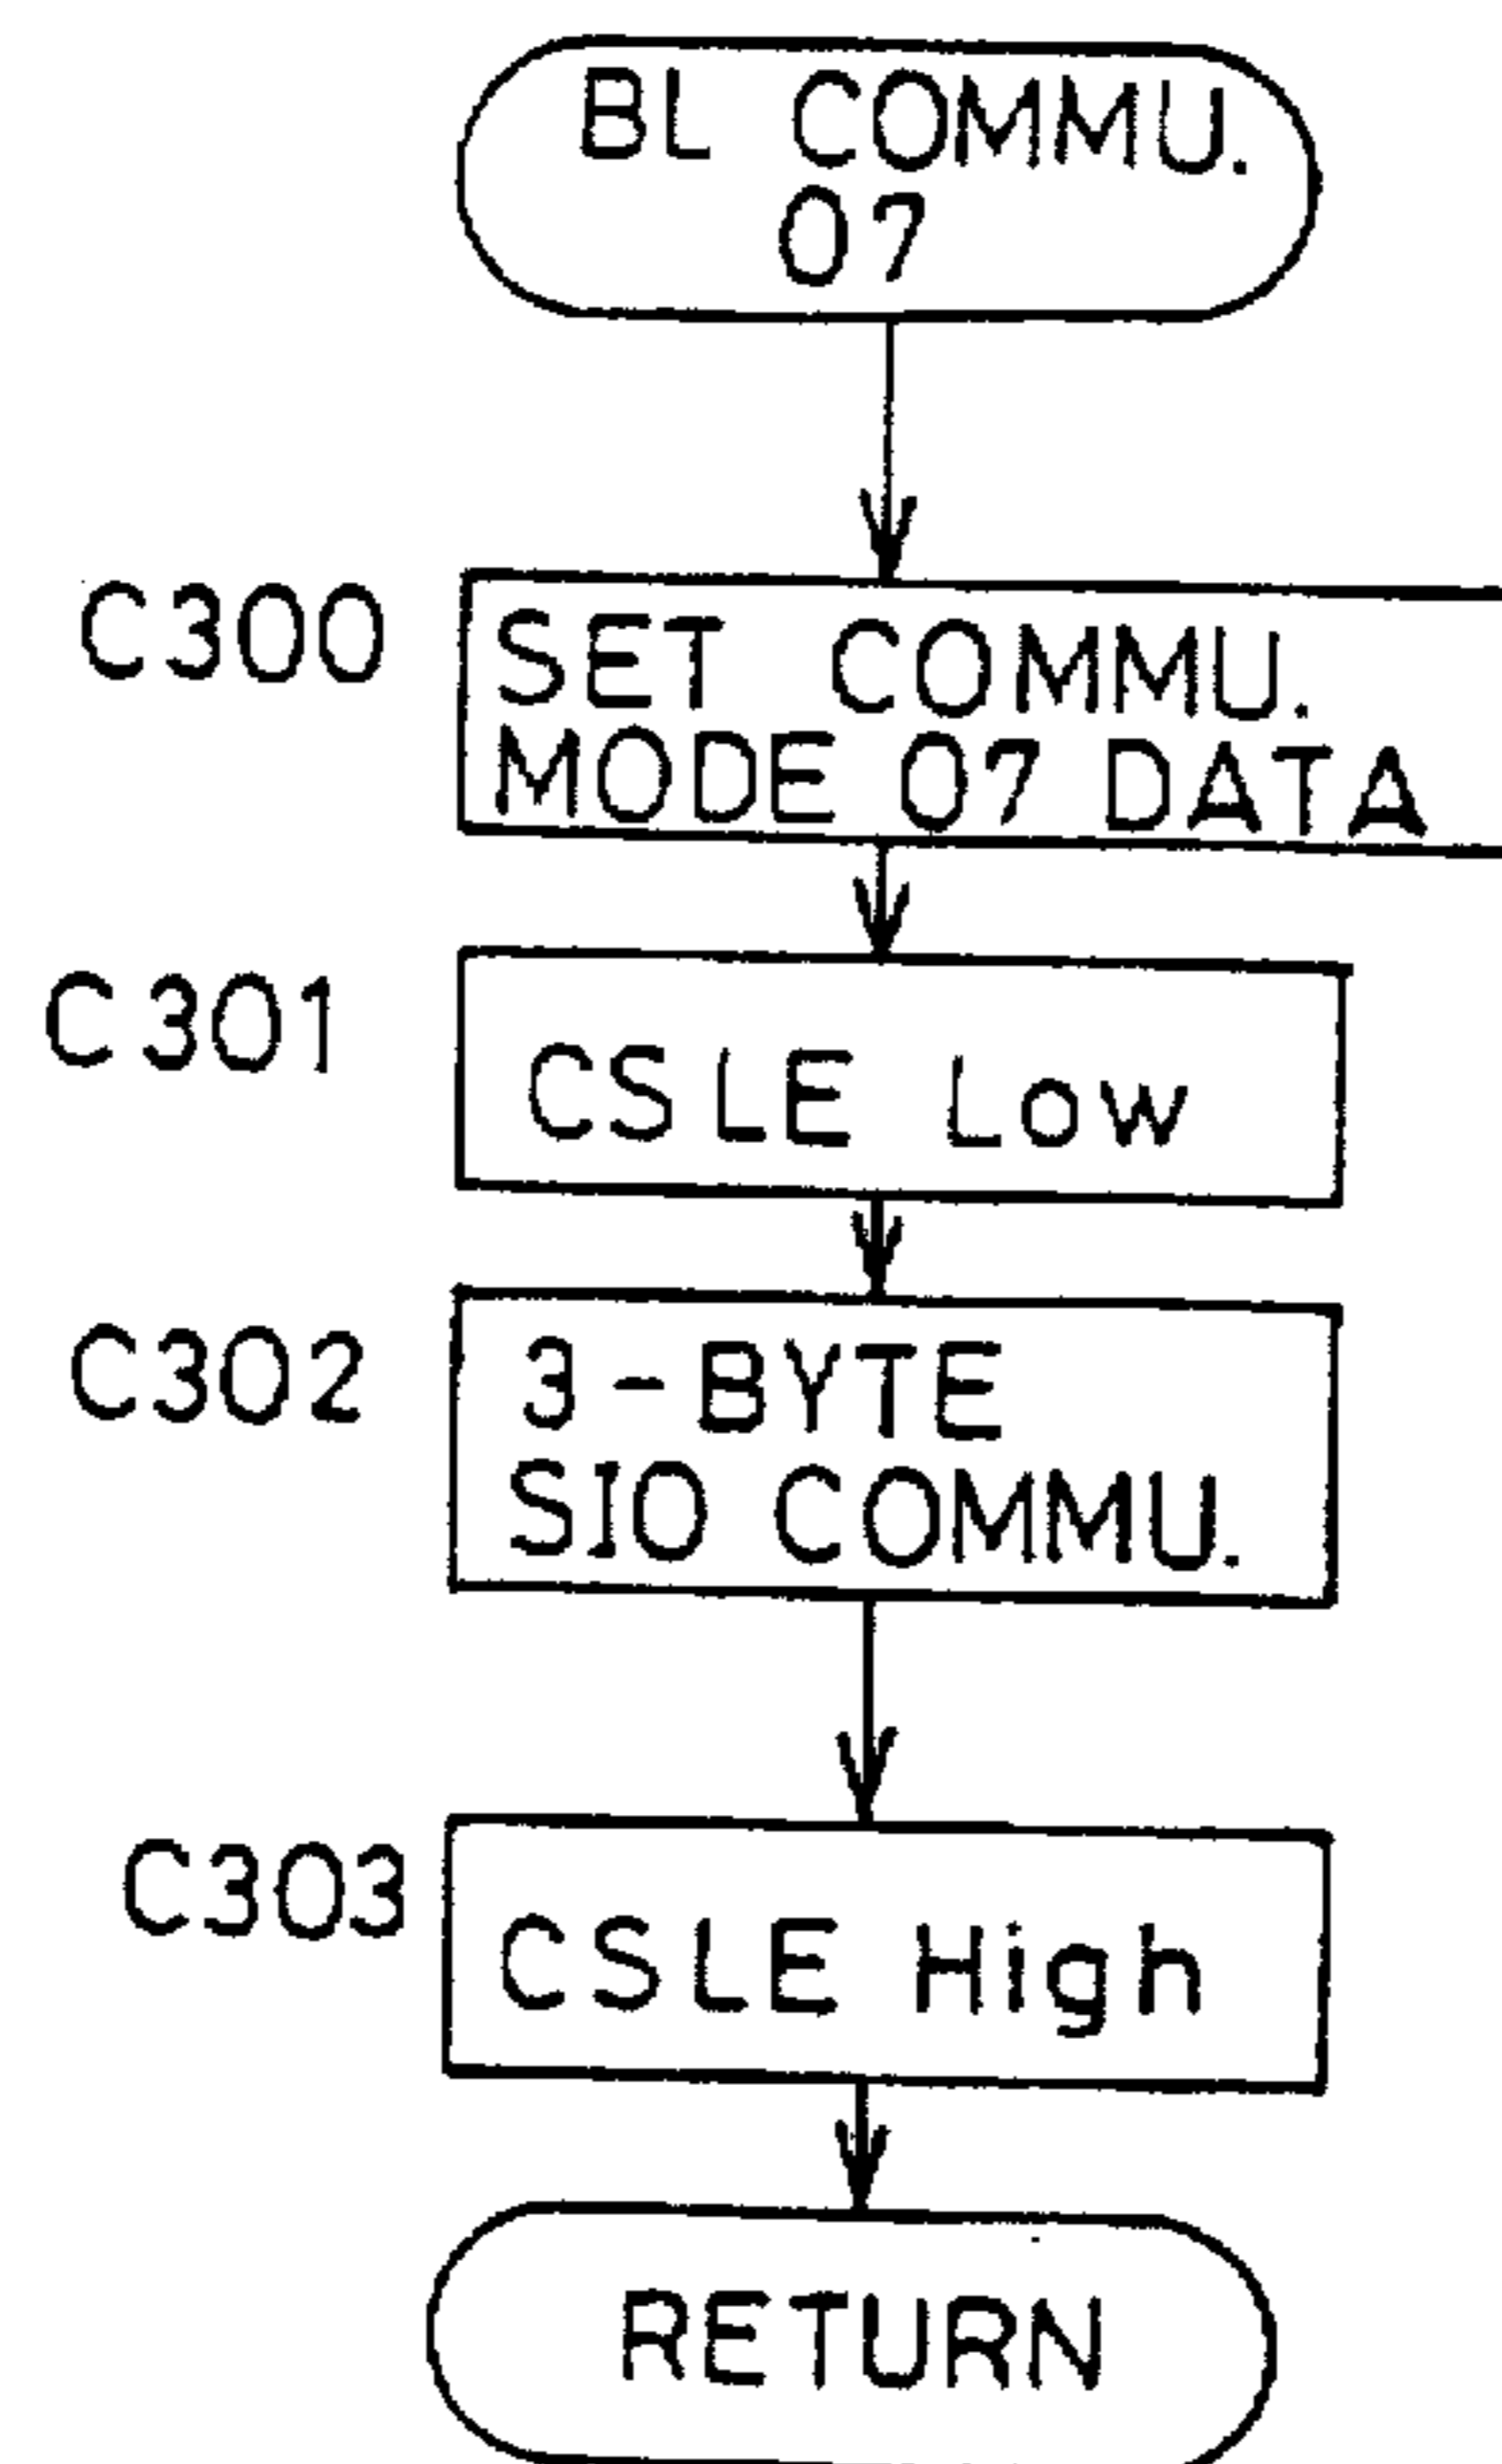 BL COMMU.
07
C300
SET COMMU.
MODE 07 DATA
C301
CSLE Low
C302
3-BYTE
SIO COMMU.
C303
CSLE High
RETURN